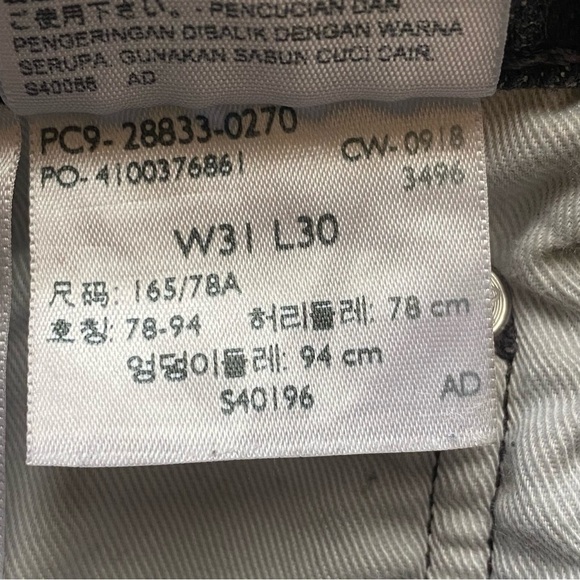 ご使用下さい。- PENCUCIAN DAN
PENGERINGAN DIBALIK DENGAN WARNA
SERUPA. GUNAKAN SABUN CUCI CAIR.
S40086 AD
PC9-28833-0270
PO-4100376861
CW-0918
3496
W31 L30
尺码: 165/78A
호칭: 78-94 허리둘레: 78 cm
엉덩이둘레: 94 cm
S40196
AD